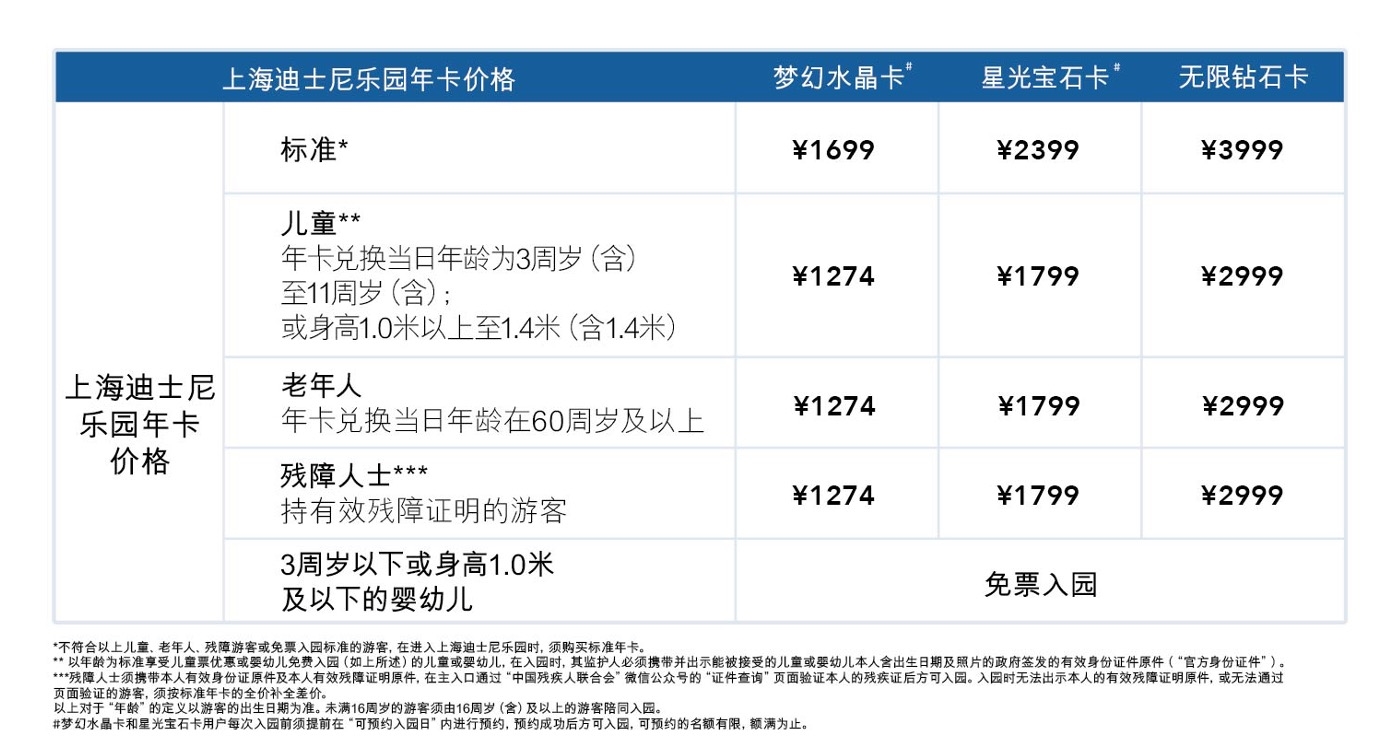 上海迪士尼乐园年卡价格 梦幻水晶卡# 星光宝石卡# 无限钻石卡
上海迪士尼
乐园年卡
价格
标准* ¥1699 ¥2399 ¥3999
儿童**
年卡兑换当日年龄为3周岁（含）
至11周岁（含）；
或身高1.0米以上至1.4米（含1.4米）
¥1274 ¥1799 ¥2999
老年人
年卡兑换当日年龄在60周岁及以上
¥1274 ¥1799 ¥2999
残障人士***
持有效残障证明的游客
¥1274 ¥1799 ¥2999
3周岁以下或身高1.0米
及以下的婴幼儿
免票入园
*不符合以上儿童、老年人、残障游客或免票入园标准的游客，在进入上海迪士尼乐园时，须购买标准年卡。
** 以年龄为标准享受儿童票优惠或婴幼儿免费入园（如上所述）的儿童或婴幼儿，在入园时，其监护人必须携带并出示能被接受的儿童或婴幼儿本人含出生日期及照片的政府签发的有效身份证件原件（“官方身份证件”）。
***残障人士须携带本人有效身份证原件及本人有效残障证明原件，在主入口通过“中国残疾人联合会”微信公众号的“证件查询”页面验证本人的残疾证后方可入园。入园时无法出示本人的有效残障证明原件，或无法通过
页面验证的游客，须按标准年卡的全价补全差价。
以上对于“年龄”的定义以游客的出生日期为准。未满16周岁的游客须由16周岁（含）及以上的游客陪同入园。
#梦幻水晶卡和星光宝石卡用户每次入园前须提前在“可预约入园日”内进行预约，预约成功后方可入园，可预约的名额有限，额满为止。